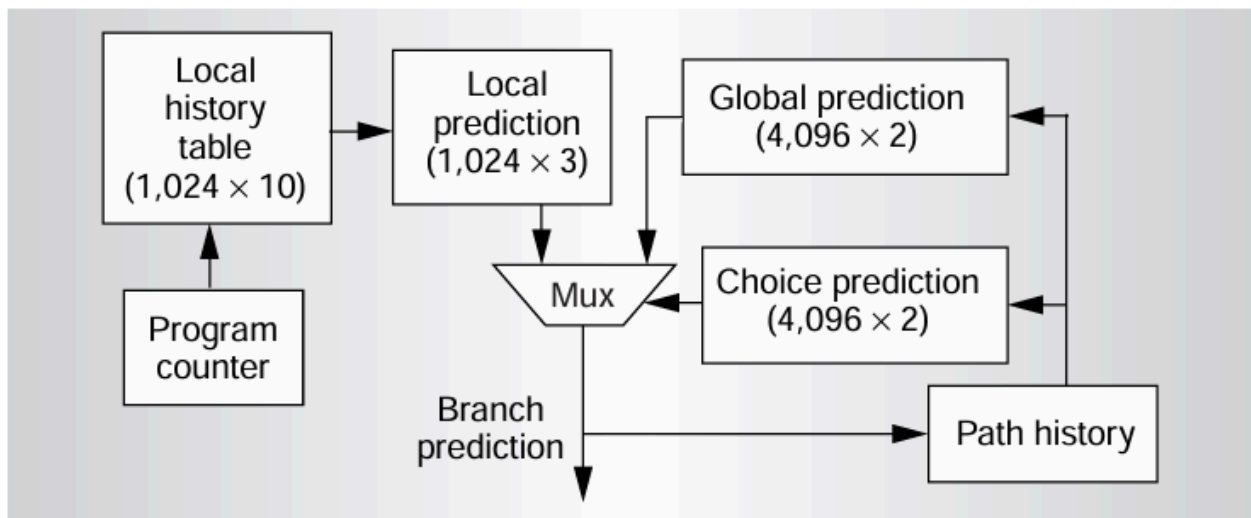 Local
history
table
(1,024 × 10)
Local
prediction
(1,024 × 3)
Global prediction
(4,096 × 2)
Mux
Choice prediction
(4,096 × 2)
Program
counter
Branch
prediction
Path history